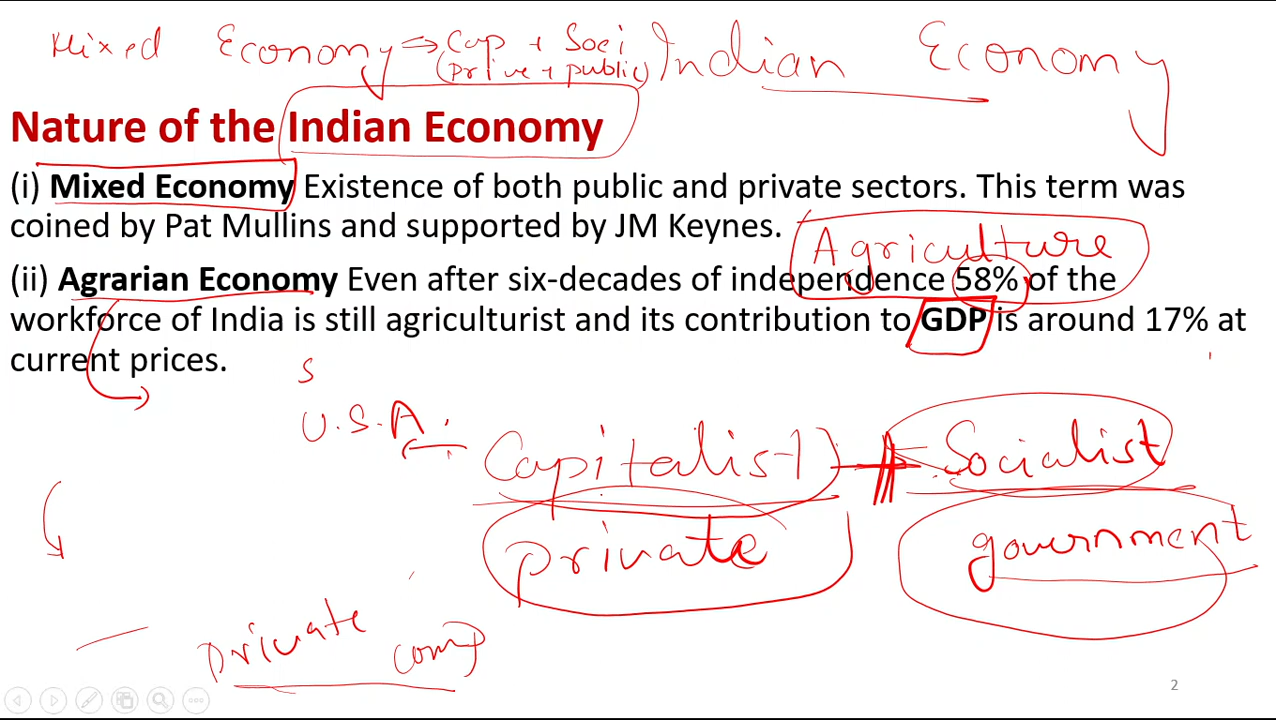 Mixed Economy → Cap + Soci Indian Economy
(prive + public)
Nature of the Indian Economy
(i) Mixed Economy Existence of both public and private sectors. This term was
coined by Pat Mullins and supported by JM Keynes.
Agriculture
(ii) Agrarian Economy Even after six-decades of independence 58% of the
workforce of India is still agriculturist and its contribution to GDP is around 17% at
current prices.
S
U.S.A. Capitalist + Socialist
private government
private comp
2